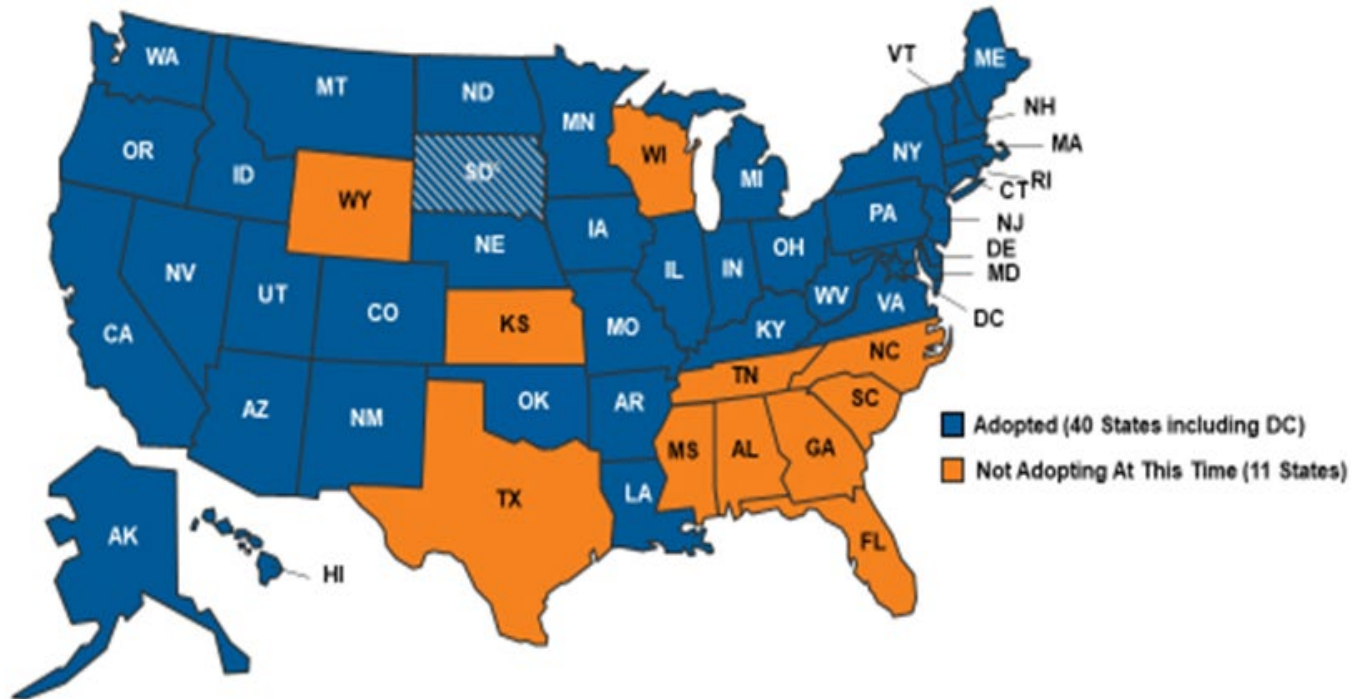 WA
MT
ND
MN
VT
ME
NH
MA
OR
ID
WY
SD
WI
MI
NY
RI
CT
NJ
NV
UT
CO
NE
IA
IL
IN
OH
PA
DE
MD
CA
KS
MO
KY
WV
VA
DC
AZ
NM
OK
AR
TN
NC
SC
TX
LA
MS
AL
GA
FL
AK
HI
Adopted (40 States including DC)
Not Adopting At This Time (11 States)